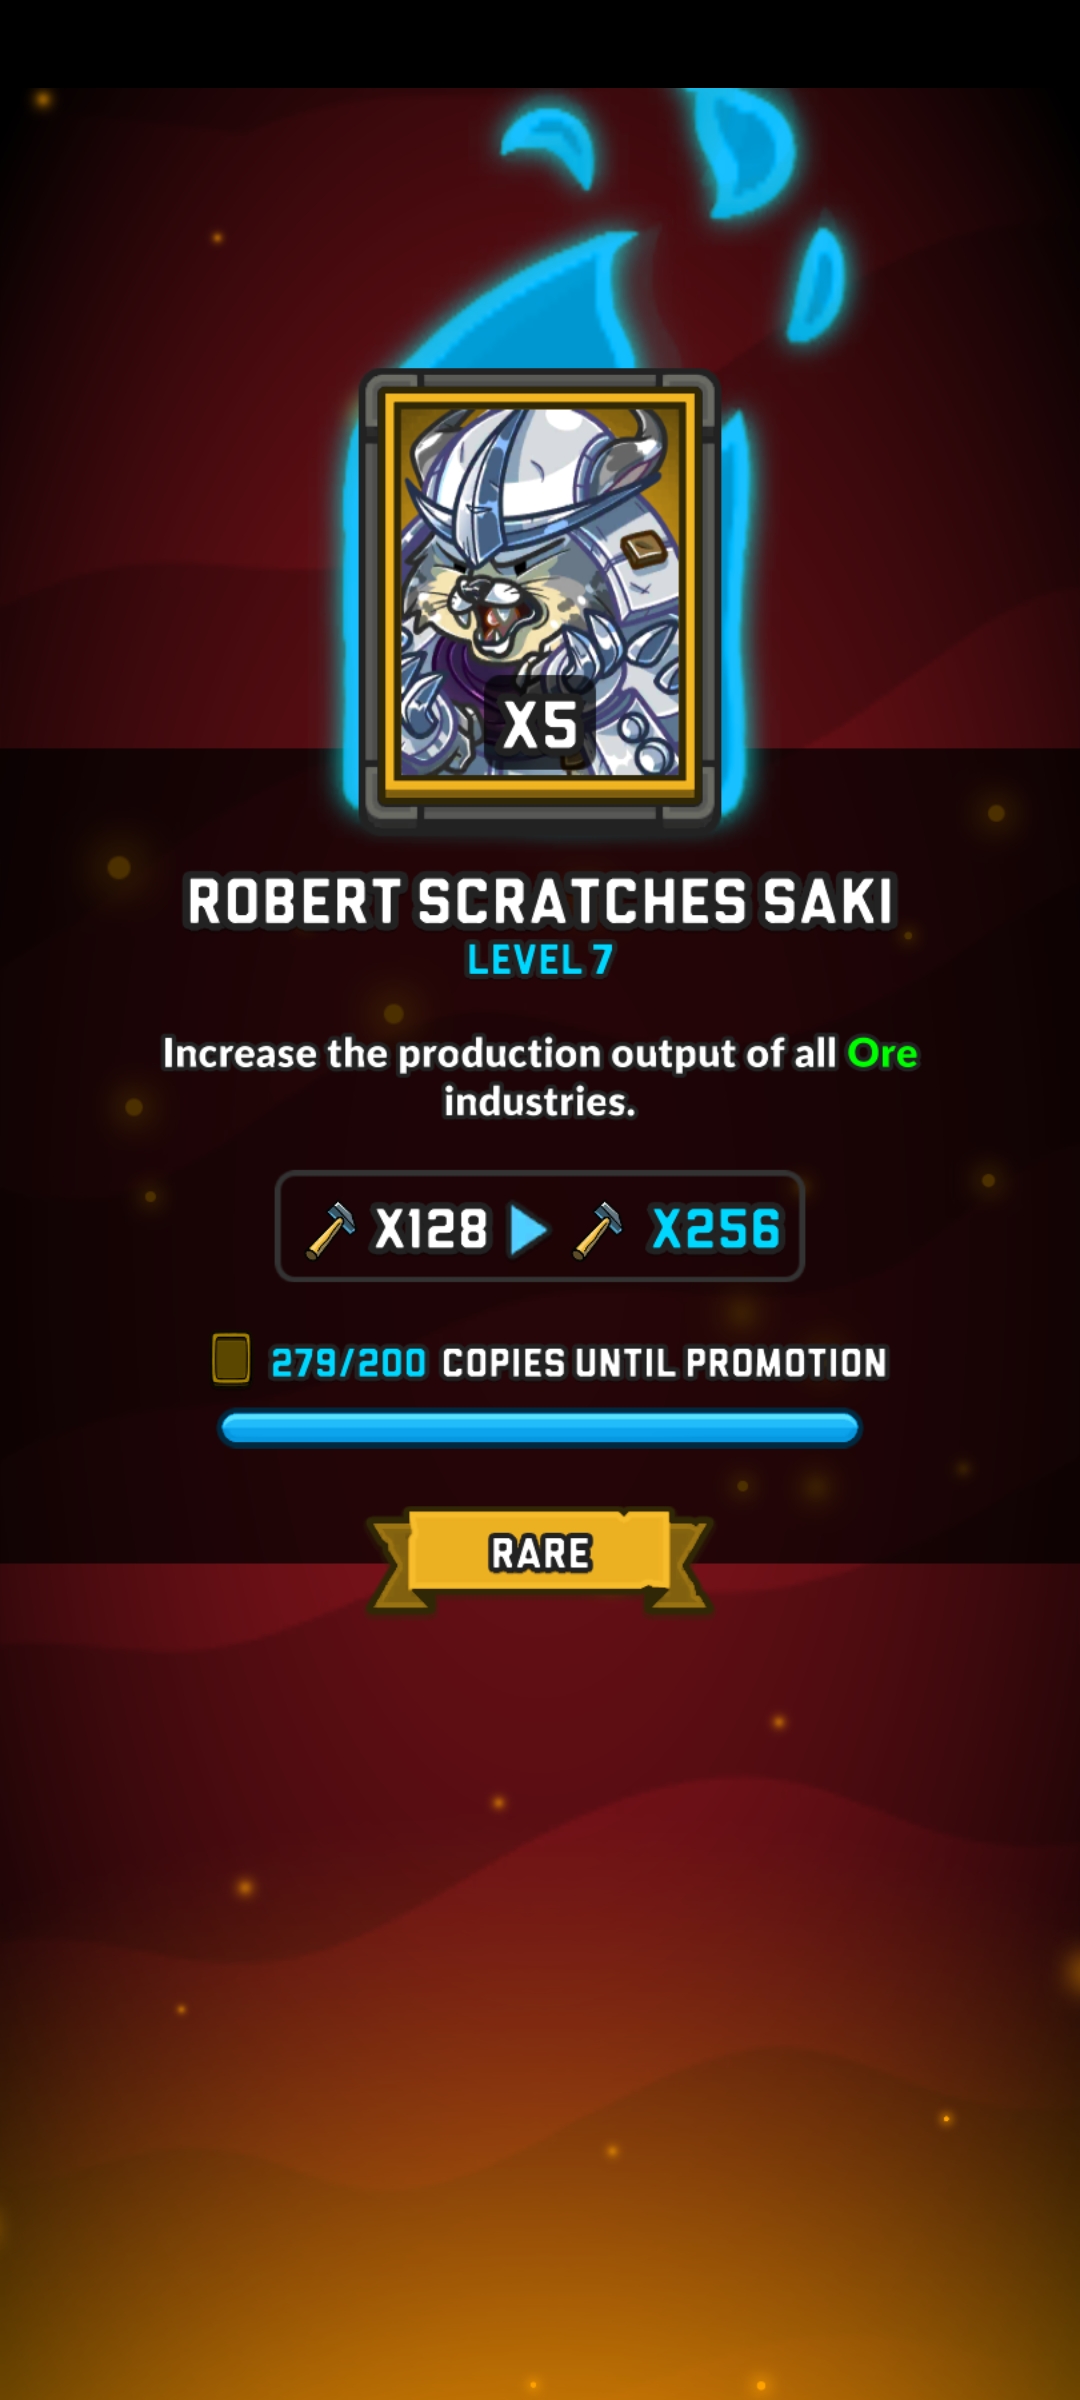 X5
ROBERT SCRATCHES SAKI
LEVEL 7
Increase the production output of all Ore
industries.
X128 X256
279/200 COPIES UNTIL PROMOTION
RARE